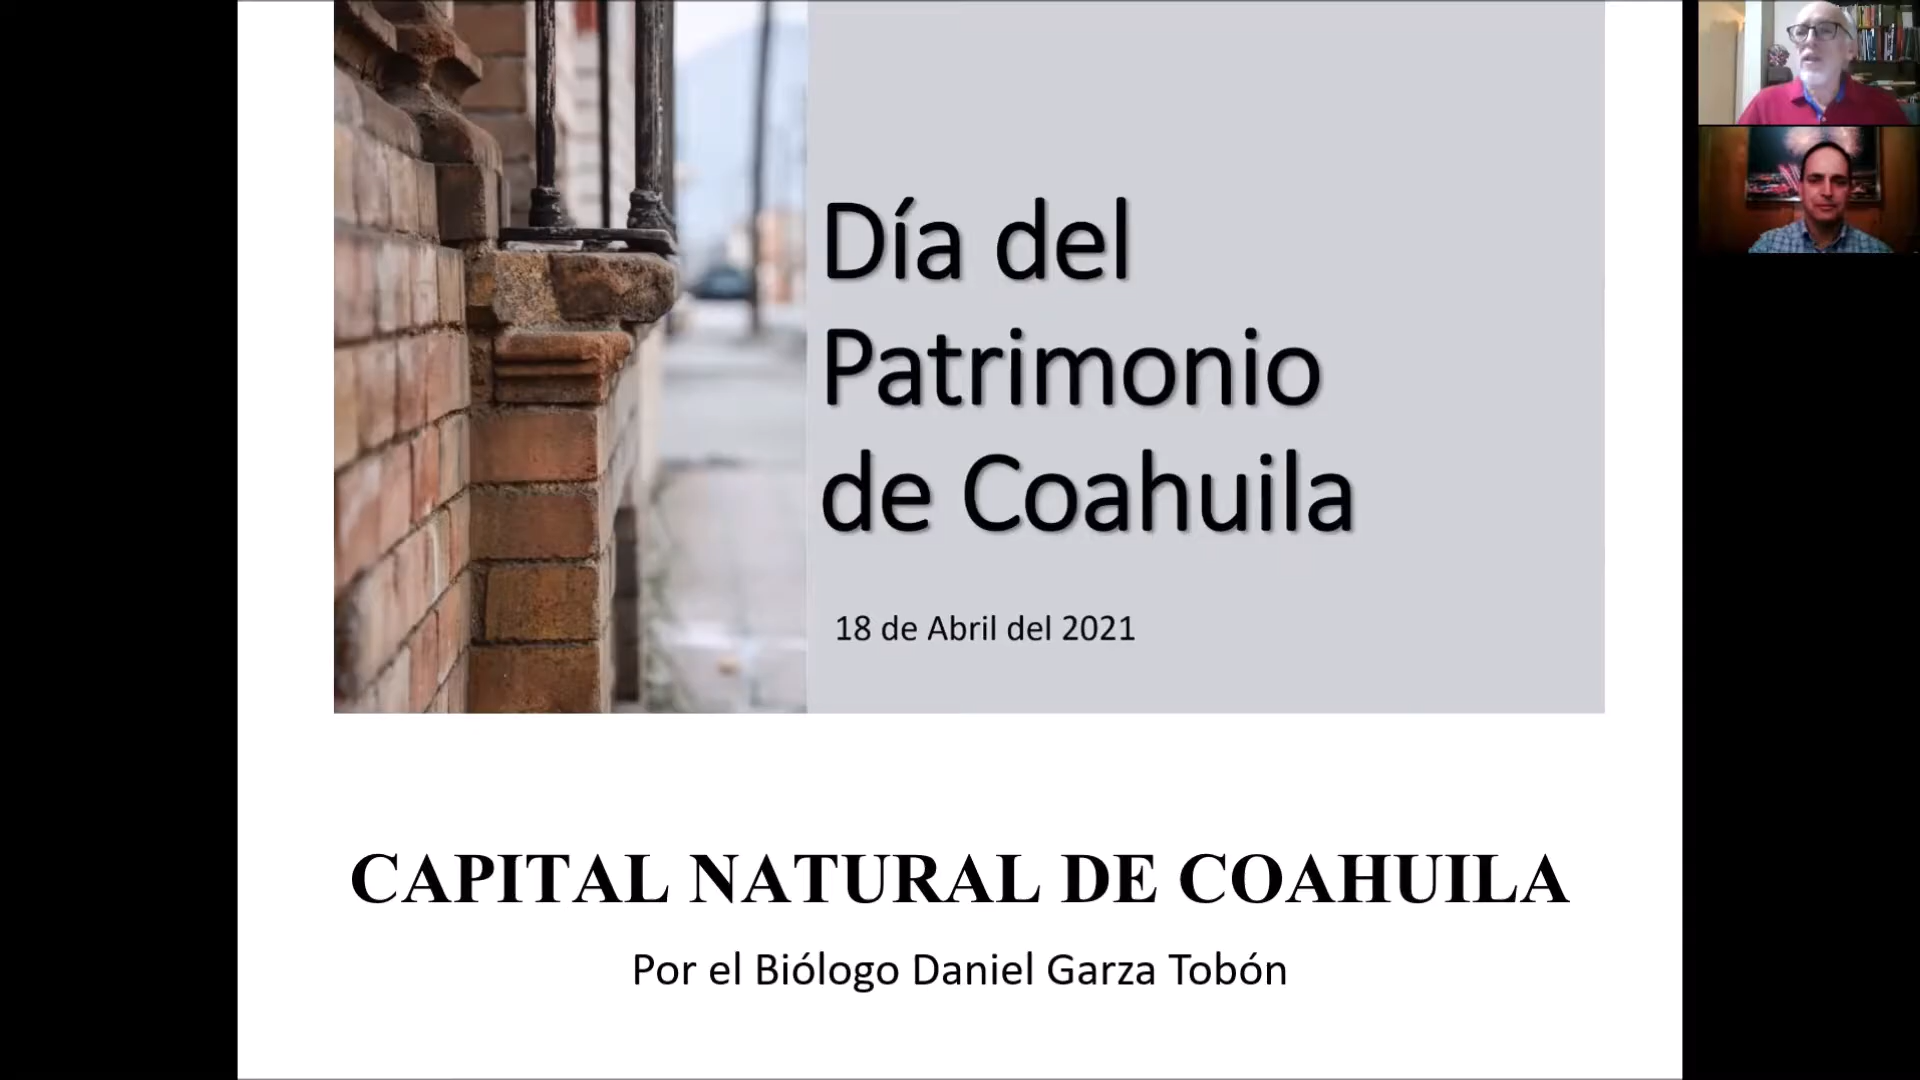 Día del
Patrimonio
de Coahuila
18 de Abril del 2021
CAPITAL NATURAL DE COAHUILA
Por el Biólogo Daniel Garza Tobón